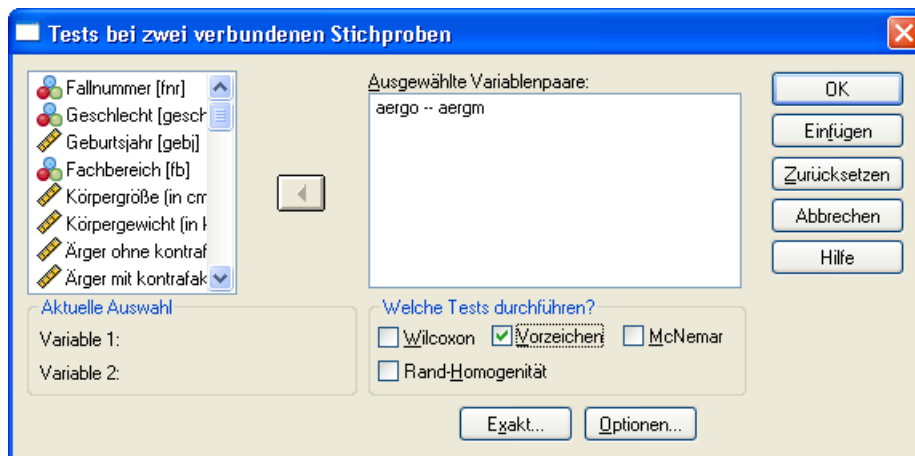 Tests bei zwei verbundenen Stichproben
Fallnummer [fnr]
Geschlecht [gesch
Geburtsjahr [gebj]
Fachbereich [fb]
Körpergröße (in cm
Körpergewicht (in k
Ärger ohne kontraf
Ärger mit kontrafak
Ausgewählte Variablenpaare:
aergo -- aergm
OK
Einfügen
Zurücksetzen
Abbrechen
Hilfe
Aktuelle Auswahl
Variable 1:
Variable 2:
Welche Tests durchführen?
Wilcoxon Vorzeichen McNemar
Rand-Homogenität
Exakt... Optionen...